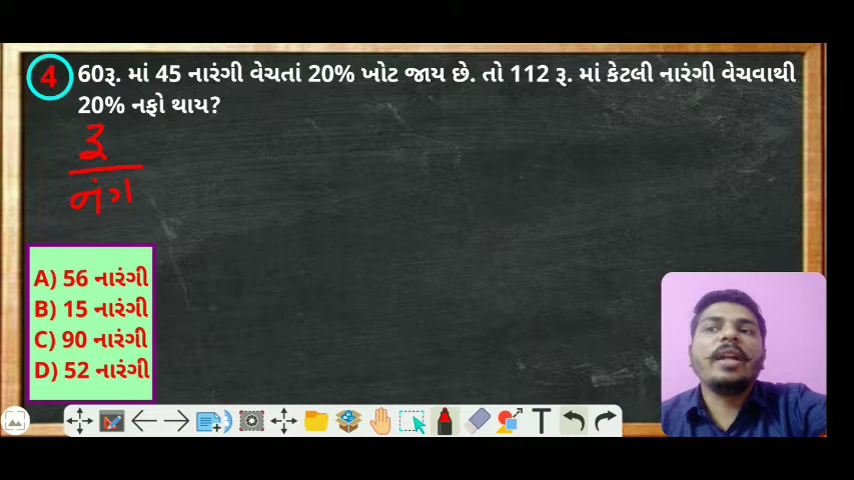 4 60રૂ. માં 45 નારંગી વેચતાં 20% ખોટ જાય છે. તો 112 રૂ. માં કેટલી નારંગી વેચવાથી
20% નફો થાય?
રૂ
નંગ
A) 56 નારંગી
B) 15 નારંગી
C) 90 નારંગી
D) 52 નારંગી